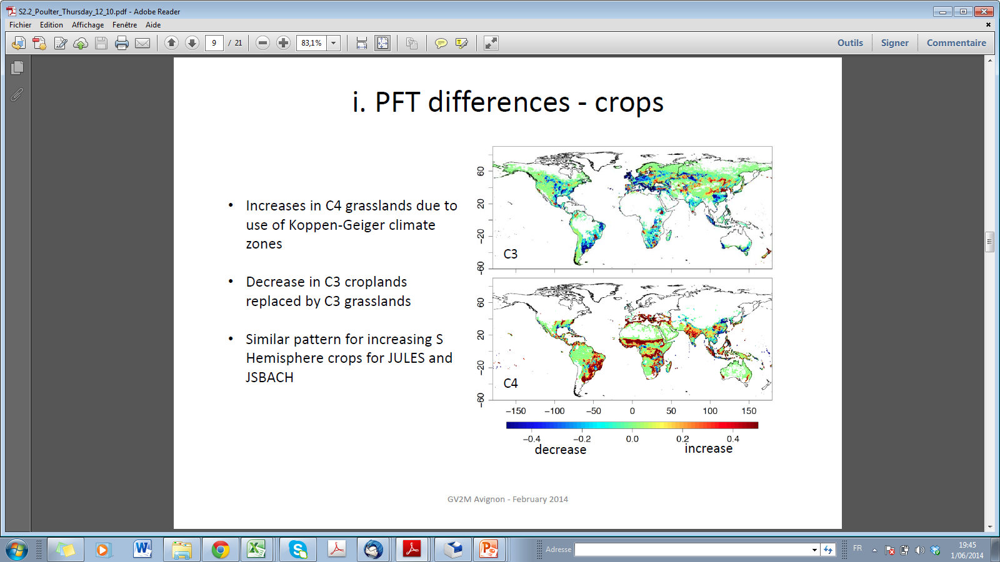 S2.2_Poulter_Thursday_12_10.pdf - Adobe Reader
Fichier Edition Affichage Fenêtre Aide
9 / 21 83,1% Outils Signer Commentaire
i. PFT differences - crops
• Increases in C4 grasslands due to
use of Koppen-Geiger climate
zones
• Decrease in C3 croplands
replaced by C3 grasslands
• Similar pattern for increasing S
Hemisphere crops for JULES and
JSBACH
60
20
−20
−60
C3
60
20
−20
−60
C4
−150 −100 −50 0 50 100 150
−0.4 −0.2 0.0 0.2 0.4
decrease increase
GV2M Avignon - February 2014
Adresse FR 19:45
1/06/2014